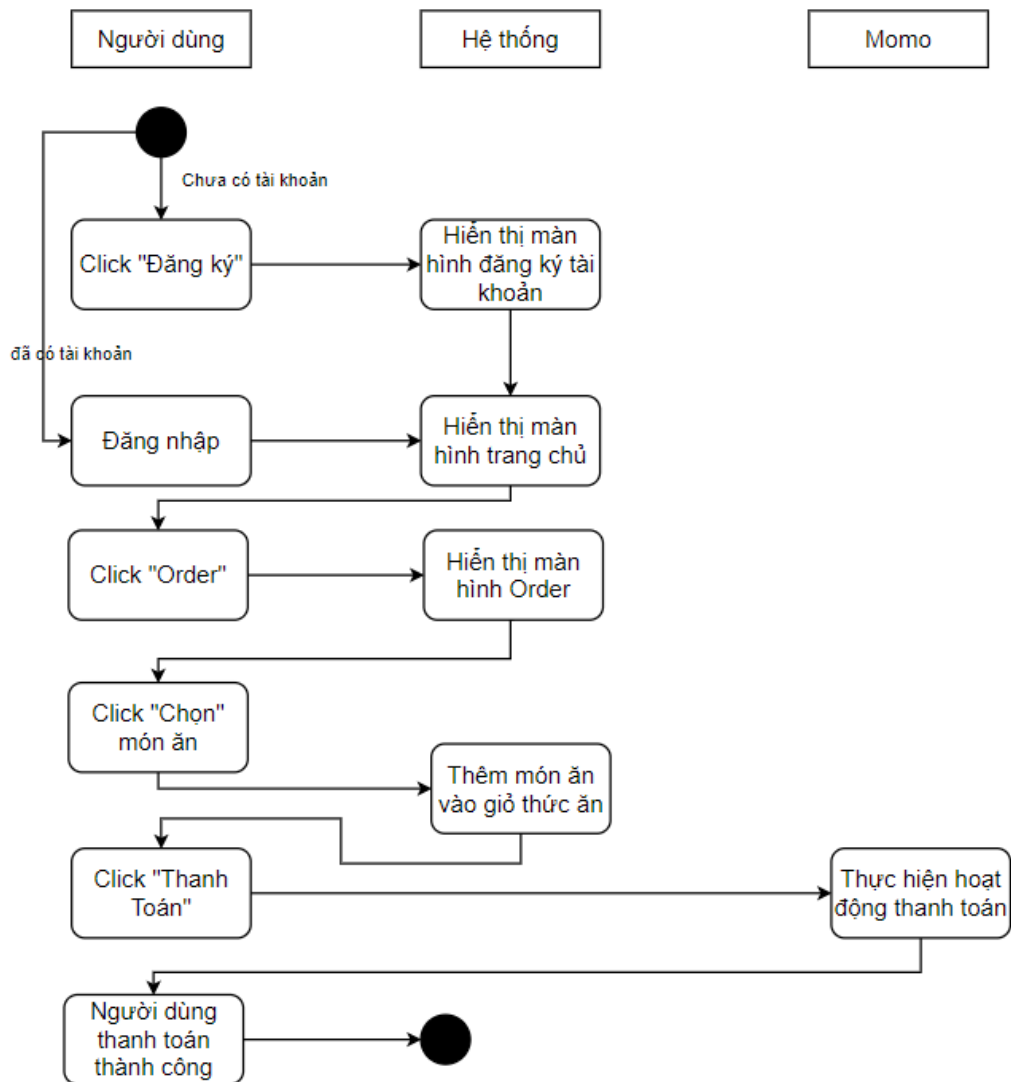 Người dùng
Hệ thống
Momo
Chưa có tài khoản
Click "Đăng ký"
Hiển thị màn
hình đăng ký tài
khoản
đã có tài khoản
Đăng nhập
Hiển thị màn
hình trang chủ
Click "Order"
Hiển thị màn
hình Order
Click "Chọn"
món ăn
Thêm món ăn
vào giỏ thức ăn
Click "Thanh
Toán"
Thực hiện hoạt
động thanh toán
Người dùng
thanh toán
thành công